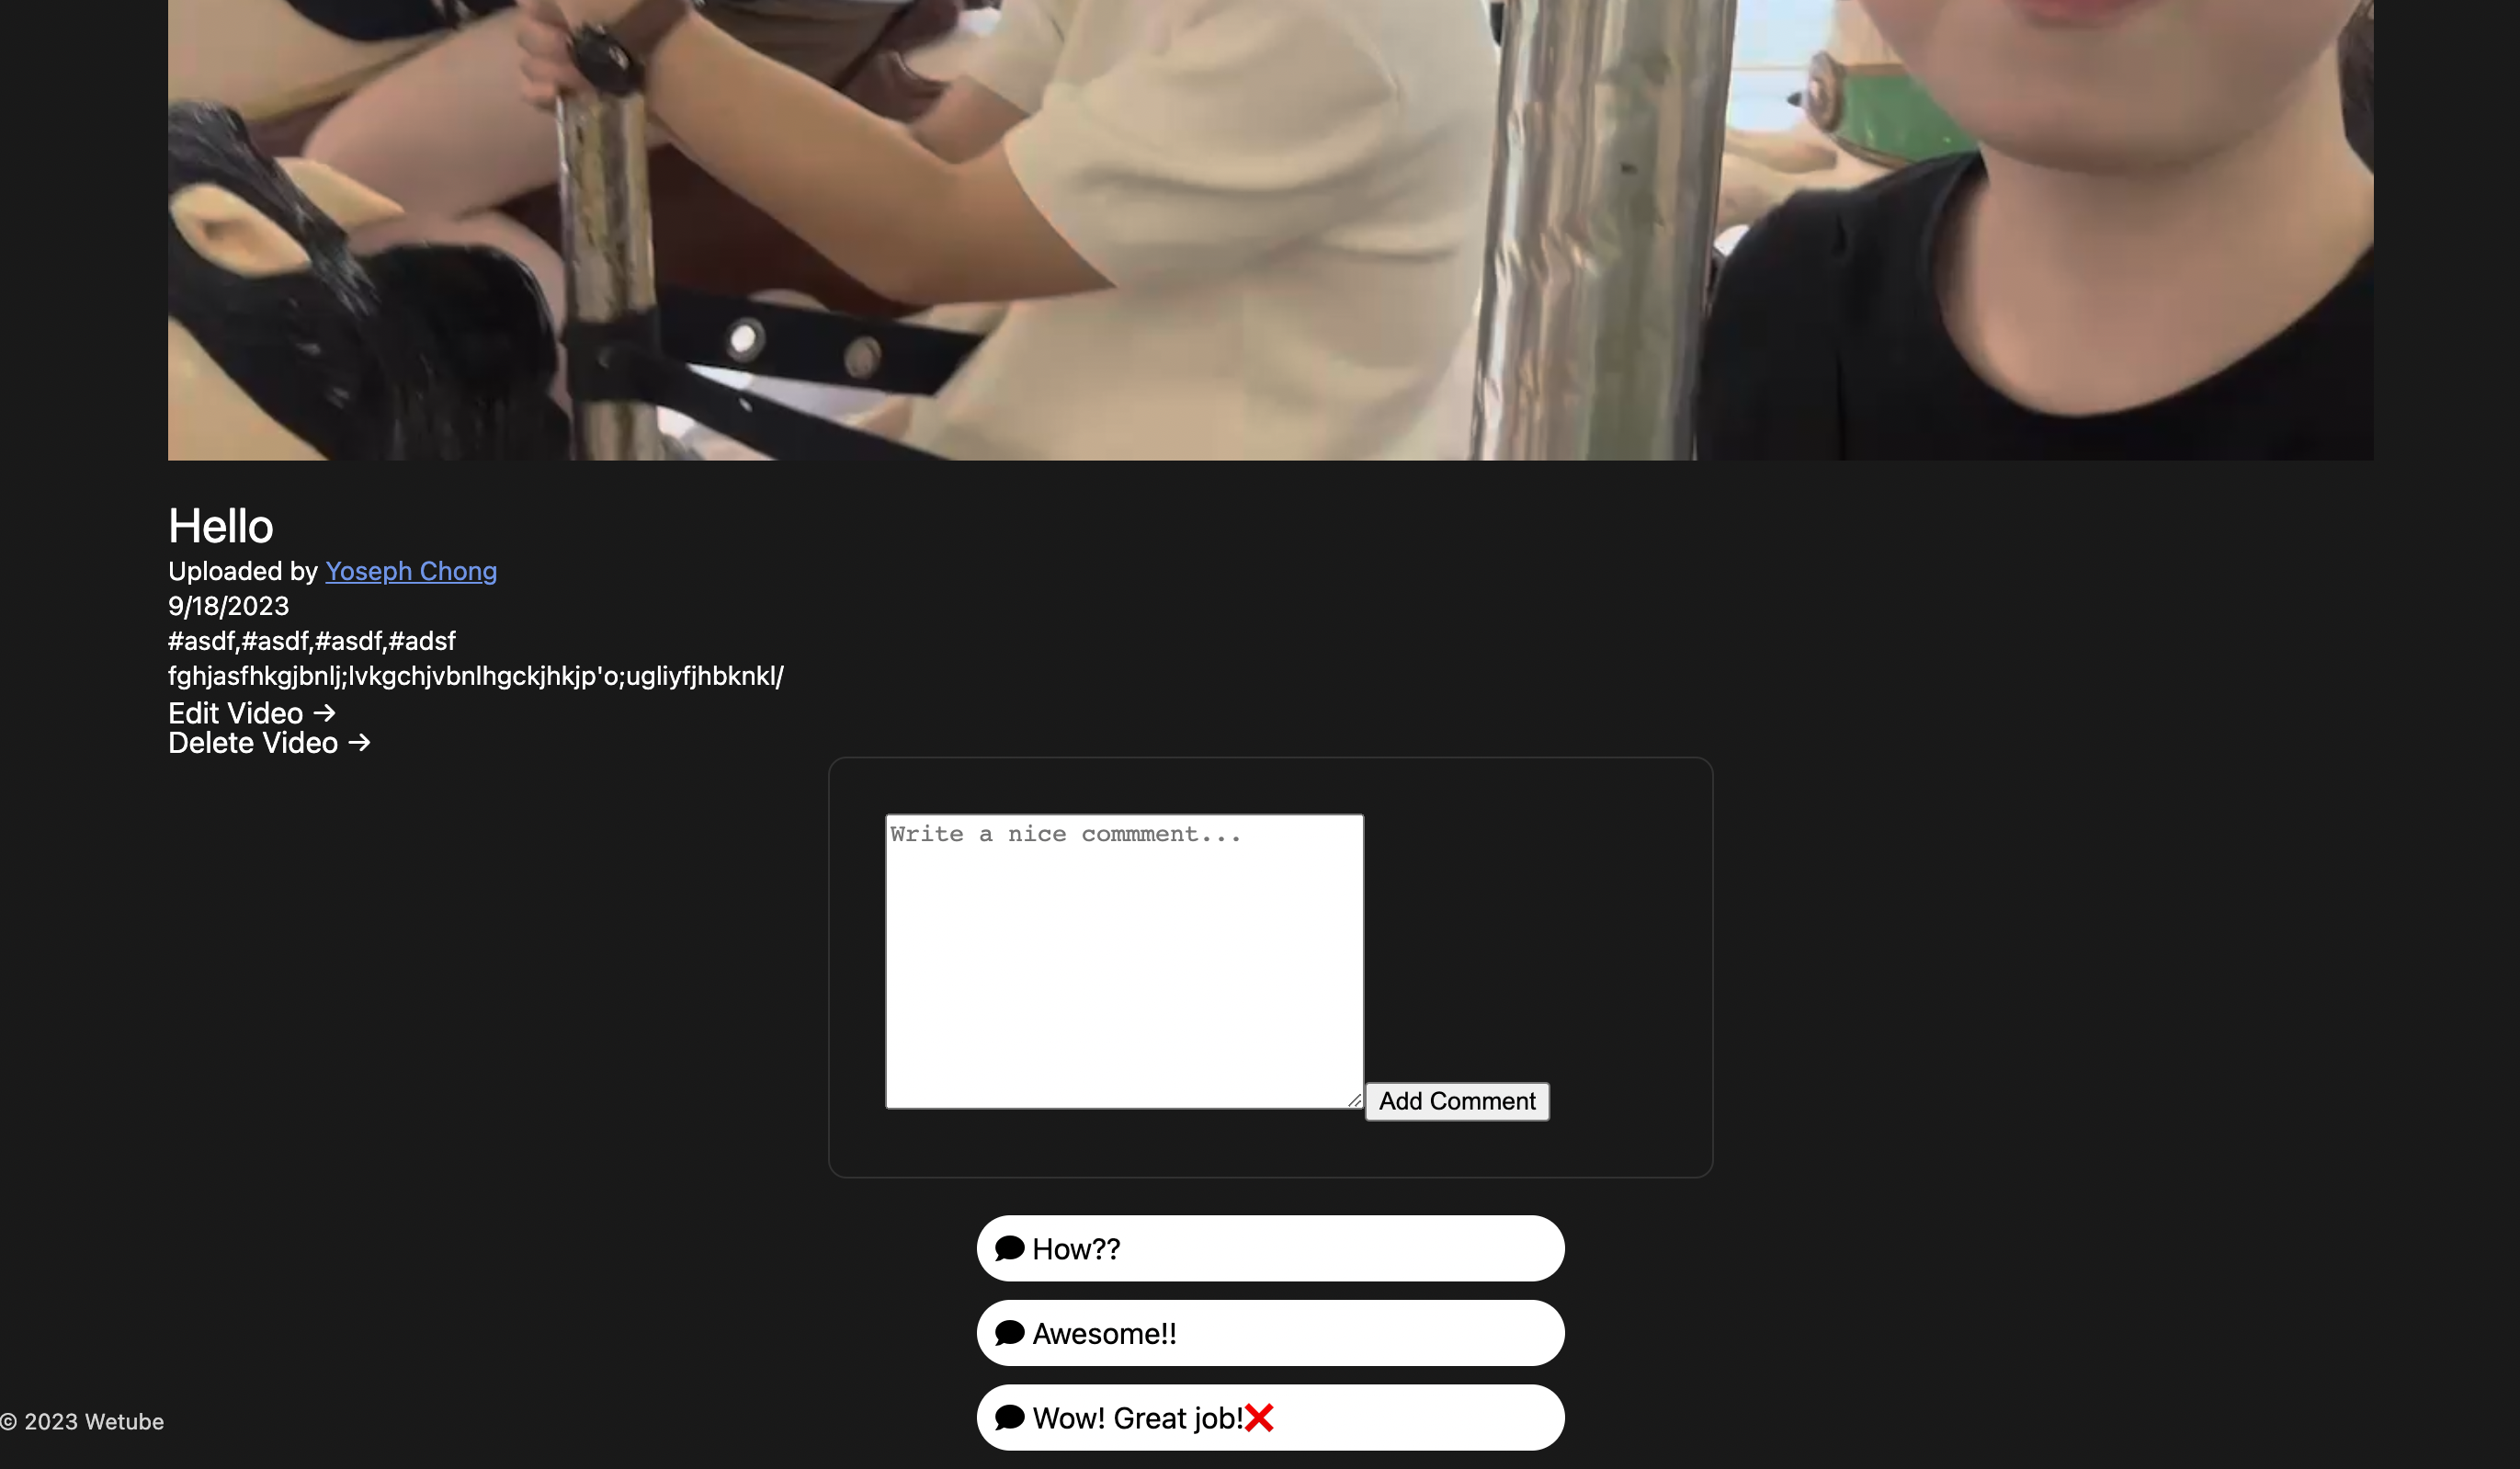 Hello
Uploaded by Yoseph Chong
9/18/2023
#asdf,#asdf,#asdf,#adsf
fghjasfhkgjbnlj;lvkgchjvbnlhgckjhkjp'o;ugliyfjhbknkl/
Edit Video →
Delete Video →
Write a nice commment...
Add Comment
How??
Awesome!!
Wow! Great job!❌
© 2023 Wetube